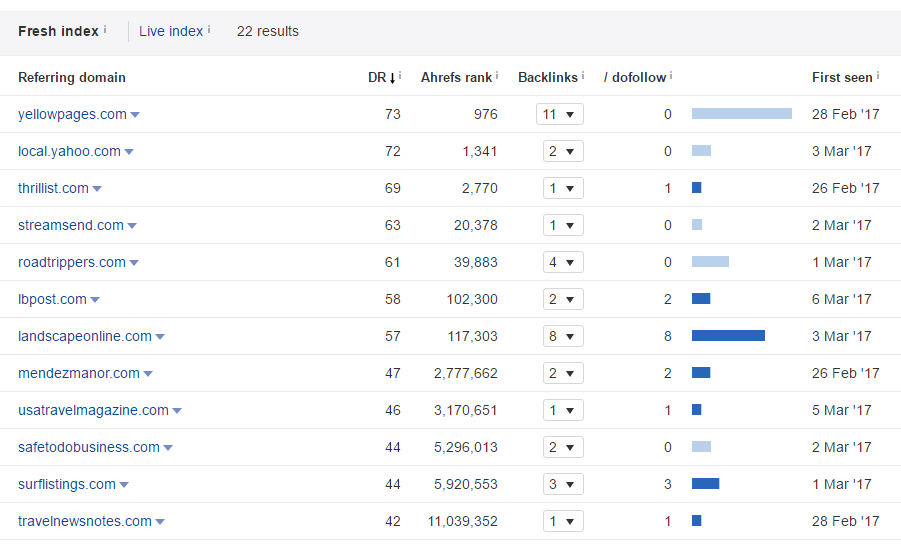 Fresh index i Live index i 22 results
Referring domain DR i Ahrefs rank i Backlinks i / dofollow i First seen i
yellowpages.com 73 976 11 0 28 Feb '17
local.yahoo.com 72 1,341 2 0 3 Mar '17
thrillist.com 69 2,770 1 1 26 Feb '17
streamsend.com 63 20,378 1 0 2 Mar '17
roadtrippers.com 61 39,883 4 0 1 Mar '17
lbpost.com 58 102,300 2 2 6 Mar '17
landscapeonline.com 57 117,303 8 8 3 Mar '17
mendezmanor.com 47 2,777,662 2 2 26 Feb '17
usatravelmagazine.com 46 3,170,651 1 1 5 Mar '17
safetodobusiness.com 44 5,296,013 2 0 2 Mar '17
surflistings.com 44 5,920,553 3 3 1 Mar '17
travelnewsnotes.com 42 11,039,352 1 1 28 Feb '17